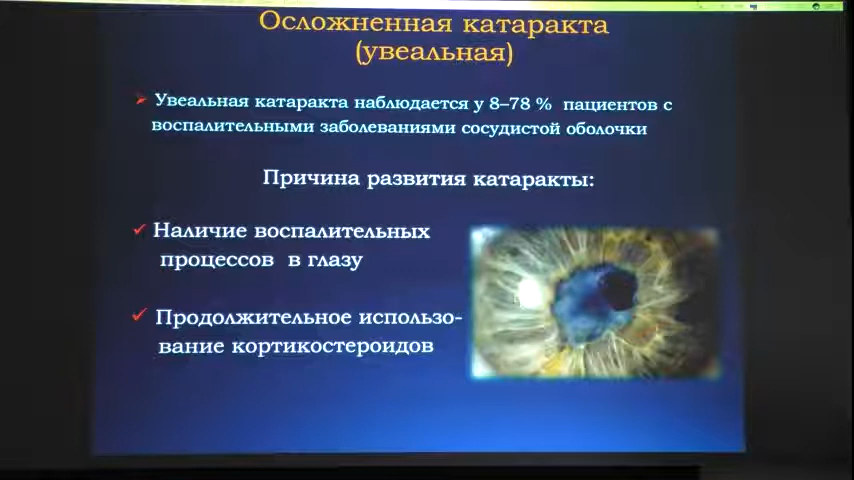 Осложненная катаракта
(увеальная)
Увеальная катаракта наблюдается у 8–78 % пациентов с
воспалительными заболеваниями сосудистой оболочки
Причина развития катаракты:
Наличие воспалительных
процессов в глазу
Продолжительное использо-
вание кортикостероидов